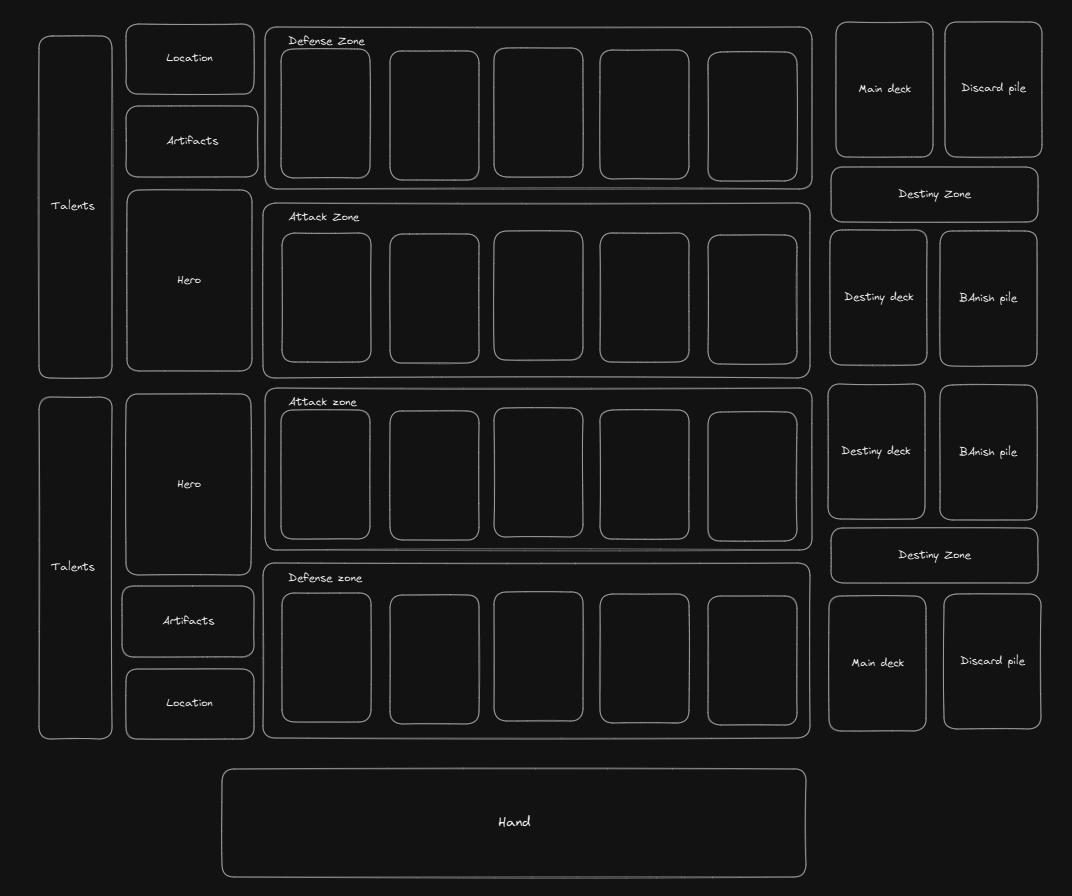 Location
Defense Zone
Main deck
Discard pile
Artifacts
Talents
Destiny Zone
Attack Zone
Hero
Destiny deck
BAnish pile
Attack zone
Hero
Destiny deck
BAnish pile
Talents
Destiny Zone
Defense zone
Artifacts
Main deck
Discard pile
Location
Hand